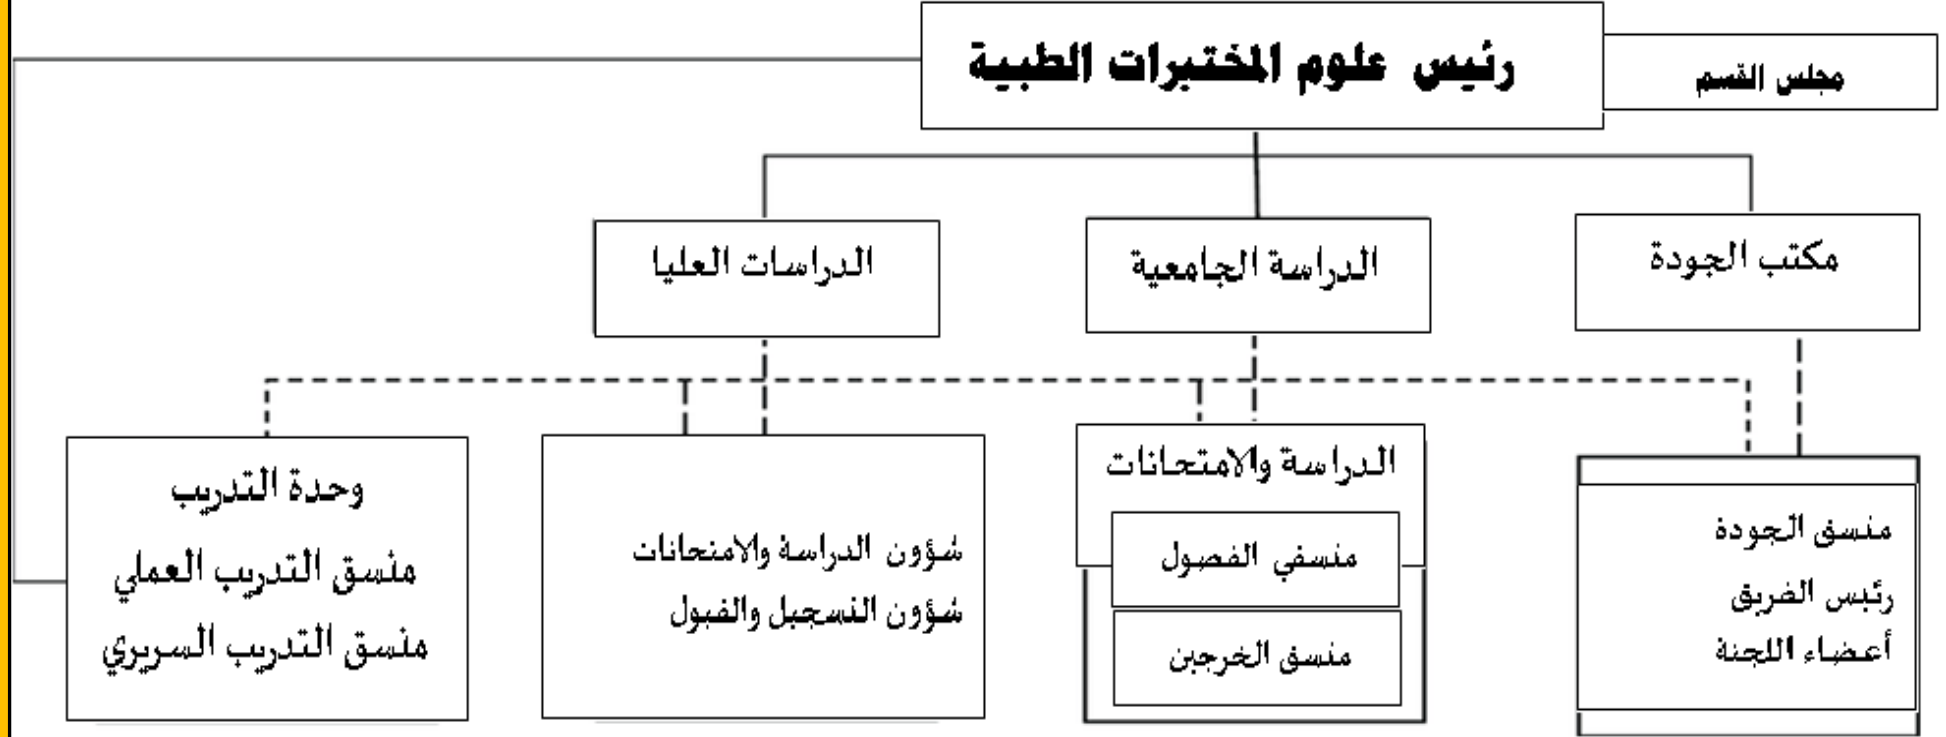 رئيس علوم المختبرات الطبية
مجلس القسم
مكتب الجودة
الدراسة الجامعية
الدراسات العليا
منسق الجودة
رئيس الفريق
أعضاء اللجنة
الدراسة والامتحانات
منسقي الفصول
منسق الخرجين
شؤون الدراسة والامتحانات
شؤون التسجيل والقبول
وحدة التدريب
منسق التدريب العملي
منسق التدريب السريري